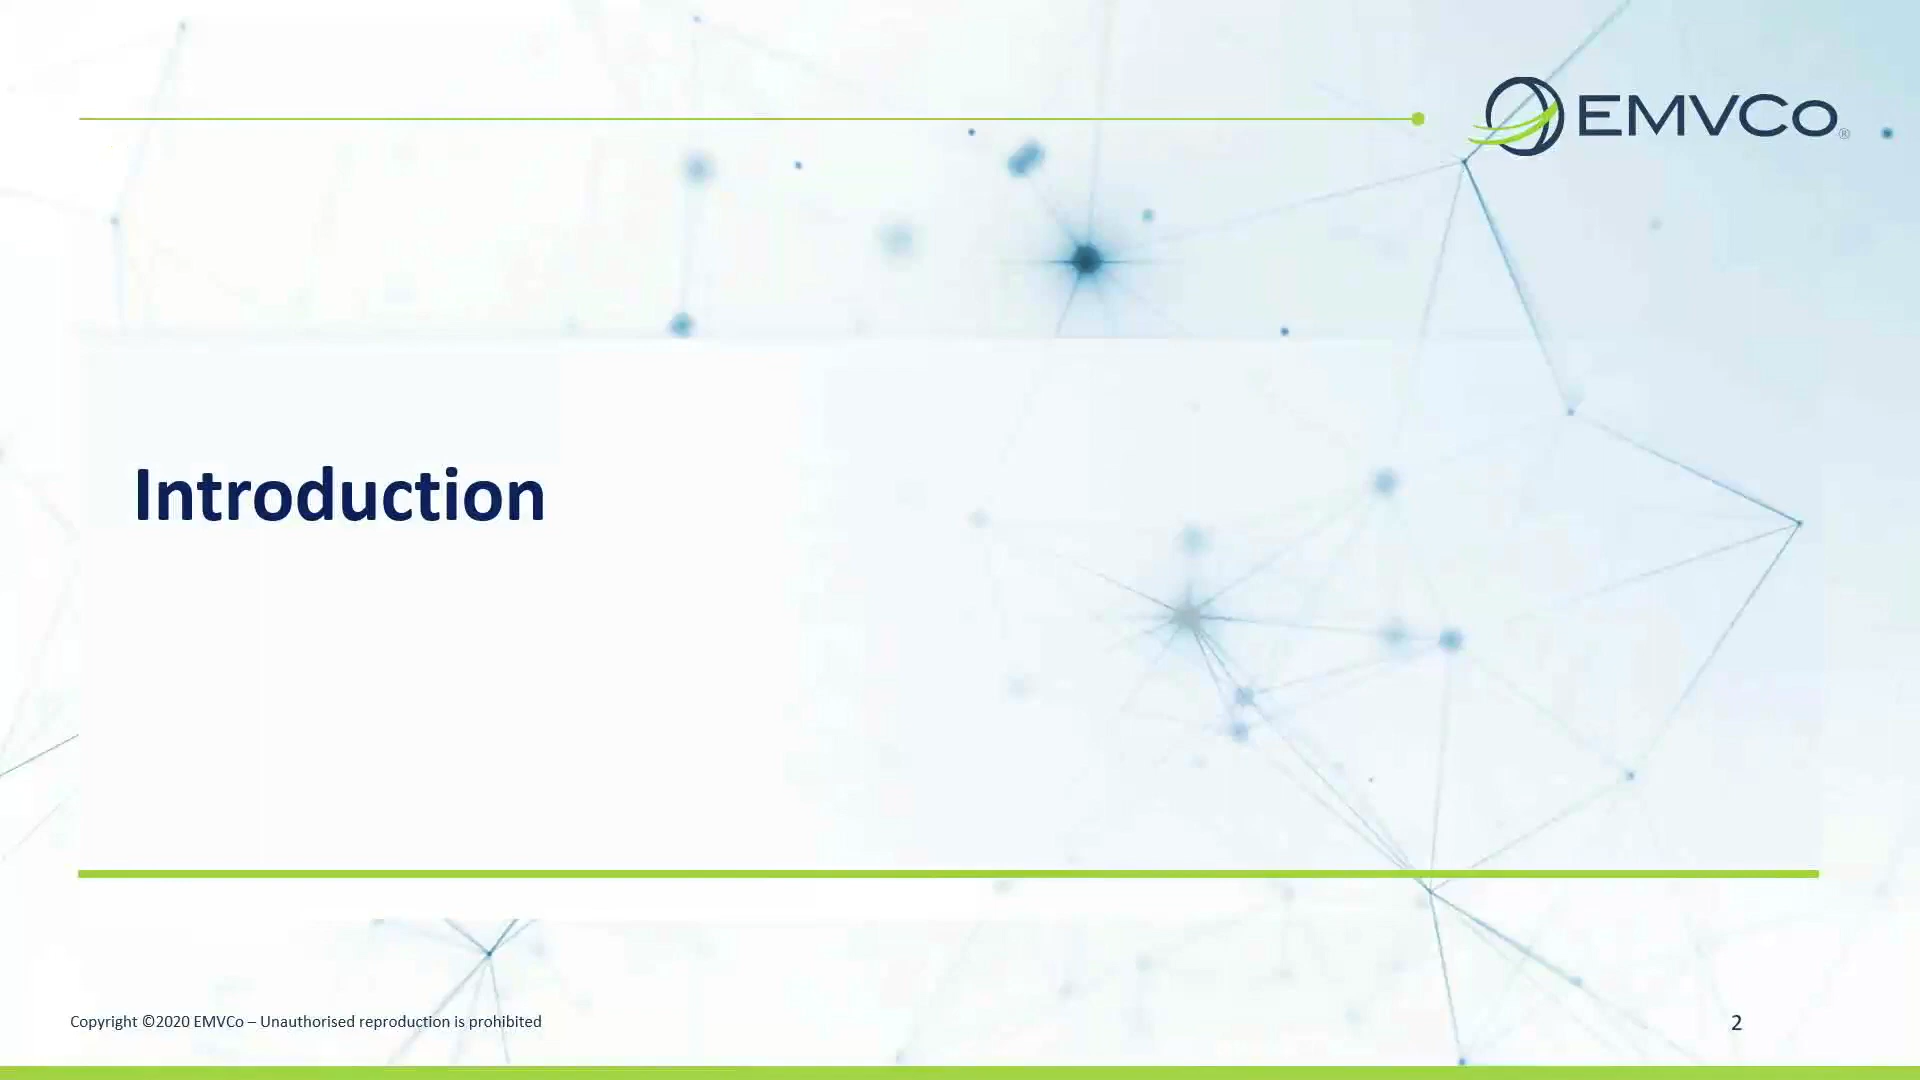 EMVCo®
Introduction
Copyright ©2020 EMVCo – Unauthorised reproduction is prohibited
2